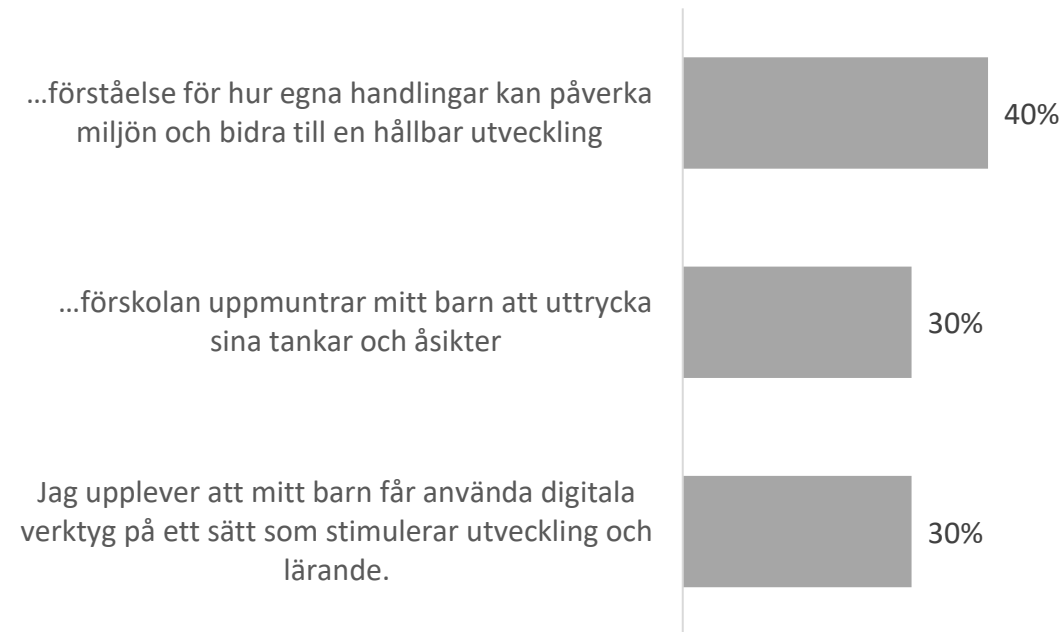 ...förståelse för hur egna handlingar kan påverka
miljön och bidra till en hållbar utveckling
40%
...förskolan uppmuntrar mitt barn att uttrycka
sina tankar och åsikter
30%
Jag upplever att mitt barn får använda digitala
verktyg på ett sätt som stimulerar utveckling och
lärande.
30%